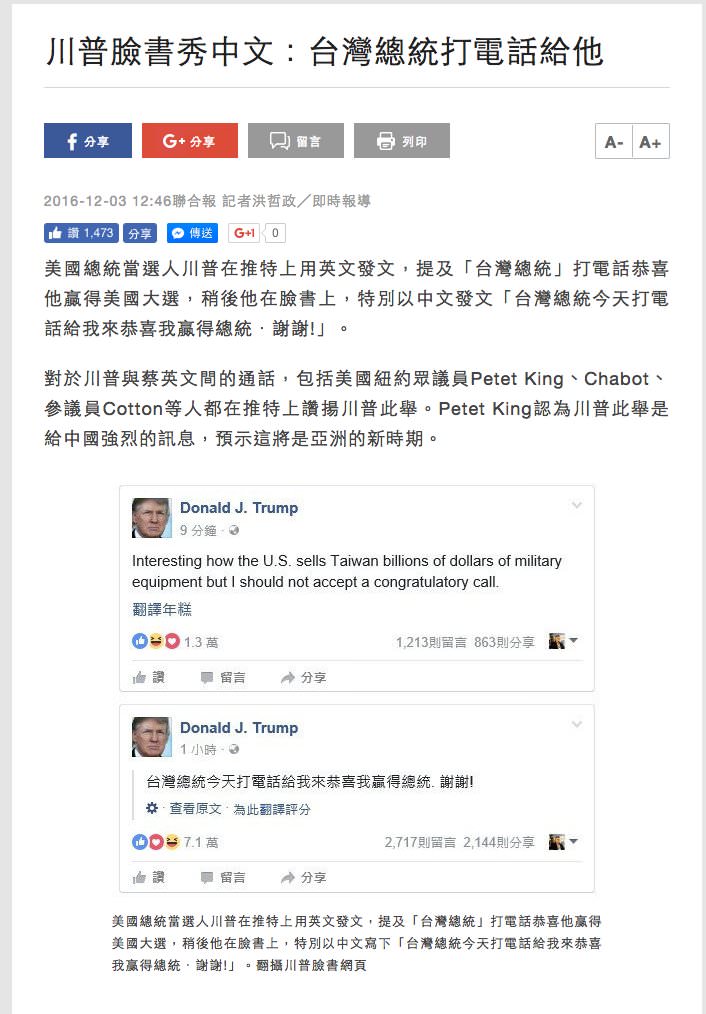 川普臉書秀中文：台灣總統打電話給他
分享 G+ 分享 留言 列印 A- A+
2016-12-03 12:46聯合報 記者洪哲政╱即時報導
讚 1,473 分享 傳送 G+1 0
美國總統當選人川普在推特上用英文發文，提及「台灣總統」打電話恭喜
他贏得美國大選，稍後他在臉書上，特別以中文發文「台灣總統今天打電
話給我來恭喜我贏得總統．謝謝!」。
對於川普與蔡英文間的通話，包括美國紐約眾議員Petet King、Chabot、
參議員Cotton等人都在推特上讚揚川普此舉。Petet King認為川普此舉是
給中國強烈的訊息，預示這將是亞洲的新時期。
Donald J. Trump
9 分鐘 ·
Interesting how the U.S. sells Taiwan billions of dollars of military
equipment but I should not accept a congratulatory call.
翻譯年糕
1.3 萬 1,213則留言 863則分享
讚 留言 分享
Donald J. Trump
1 小時 ·
台灣總統今天打電話給我來恭喜我贏得總統. 謝謝!
· 查看原文 · 為此翻譯評分
7.1 萬 2,717則留言 2,144則分享
讚 留言 分享
美國總統當選人川普在推特上用英文發文，提及「台灣總統」打電話恭喜他贏得
美國大選，稍後他在臉書上，特別以中文寫下「台灣總統今天打電話給我來恭喜
我贏得總統．謝謝!」。翻攝川普臉書網頁